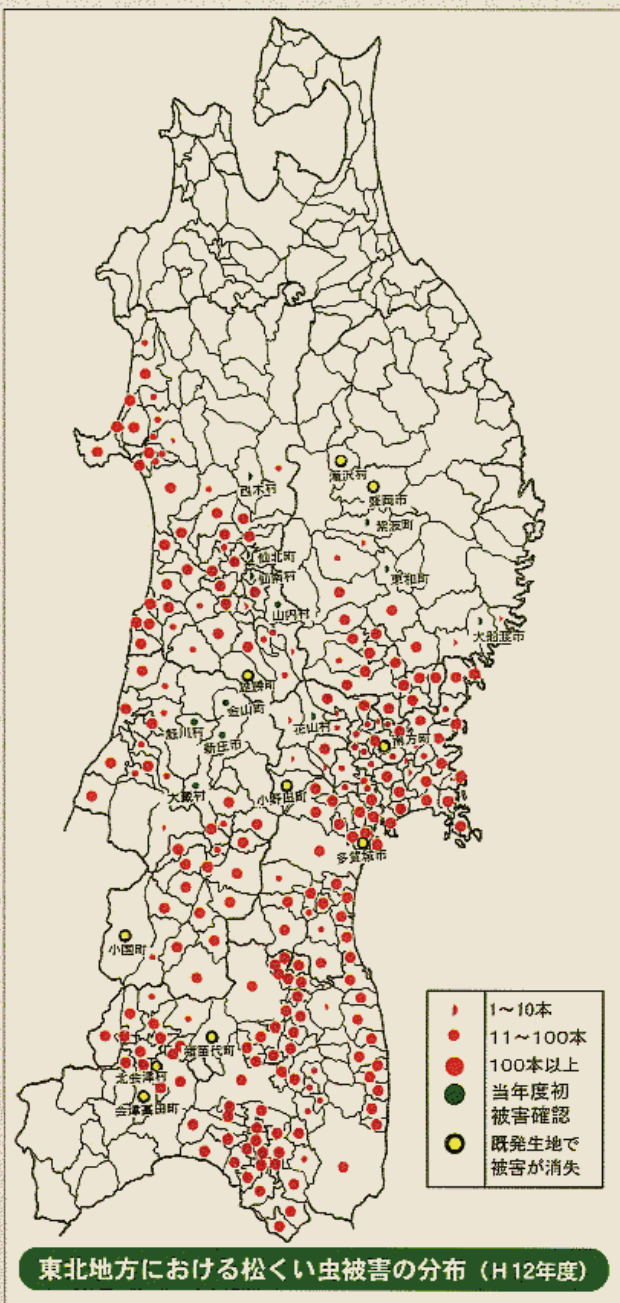 滝沢村
西木村
盛岡市
紫波町
仙北町
東和町
仙南村
山内村
大船渡市
雄勝町
金山町
鮭川村
花山村
新庄市
南方町
大蔵村
小野田町
多賀城市
小国町
猪苗代町
北会津村
会津高田町
1～10本
11～100本
100本以上
当年度初
被害確認
既発生地で
被害が消失
東北地方における松くい虫被害の分布（H12年度）